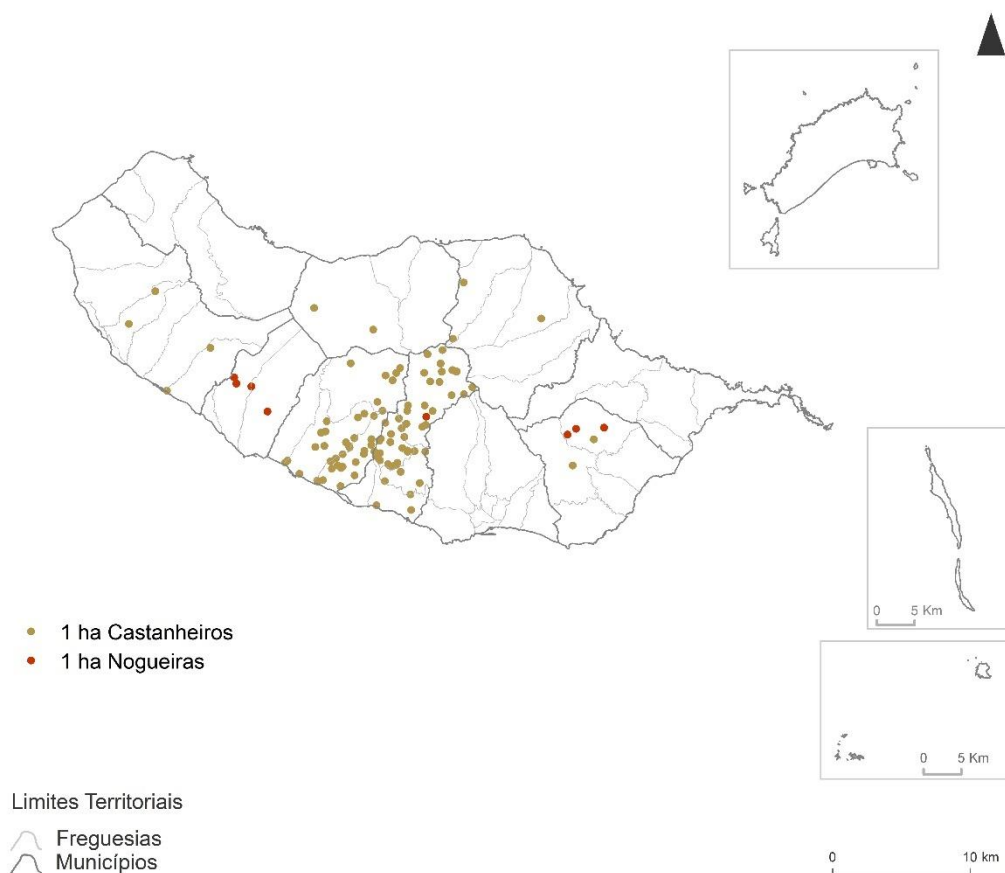 0 5 Km
1 ha Castanheiros
1 ha Nogueiras
0 5 Km
Limites Territoriais
Freguesias
Municípios
0 10 km